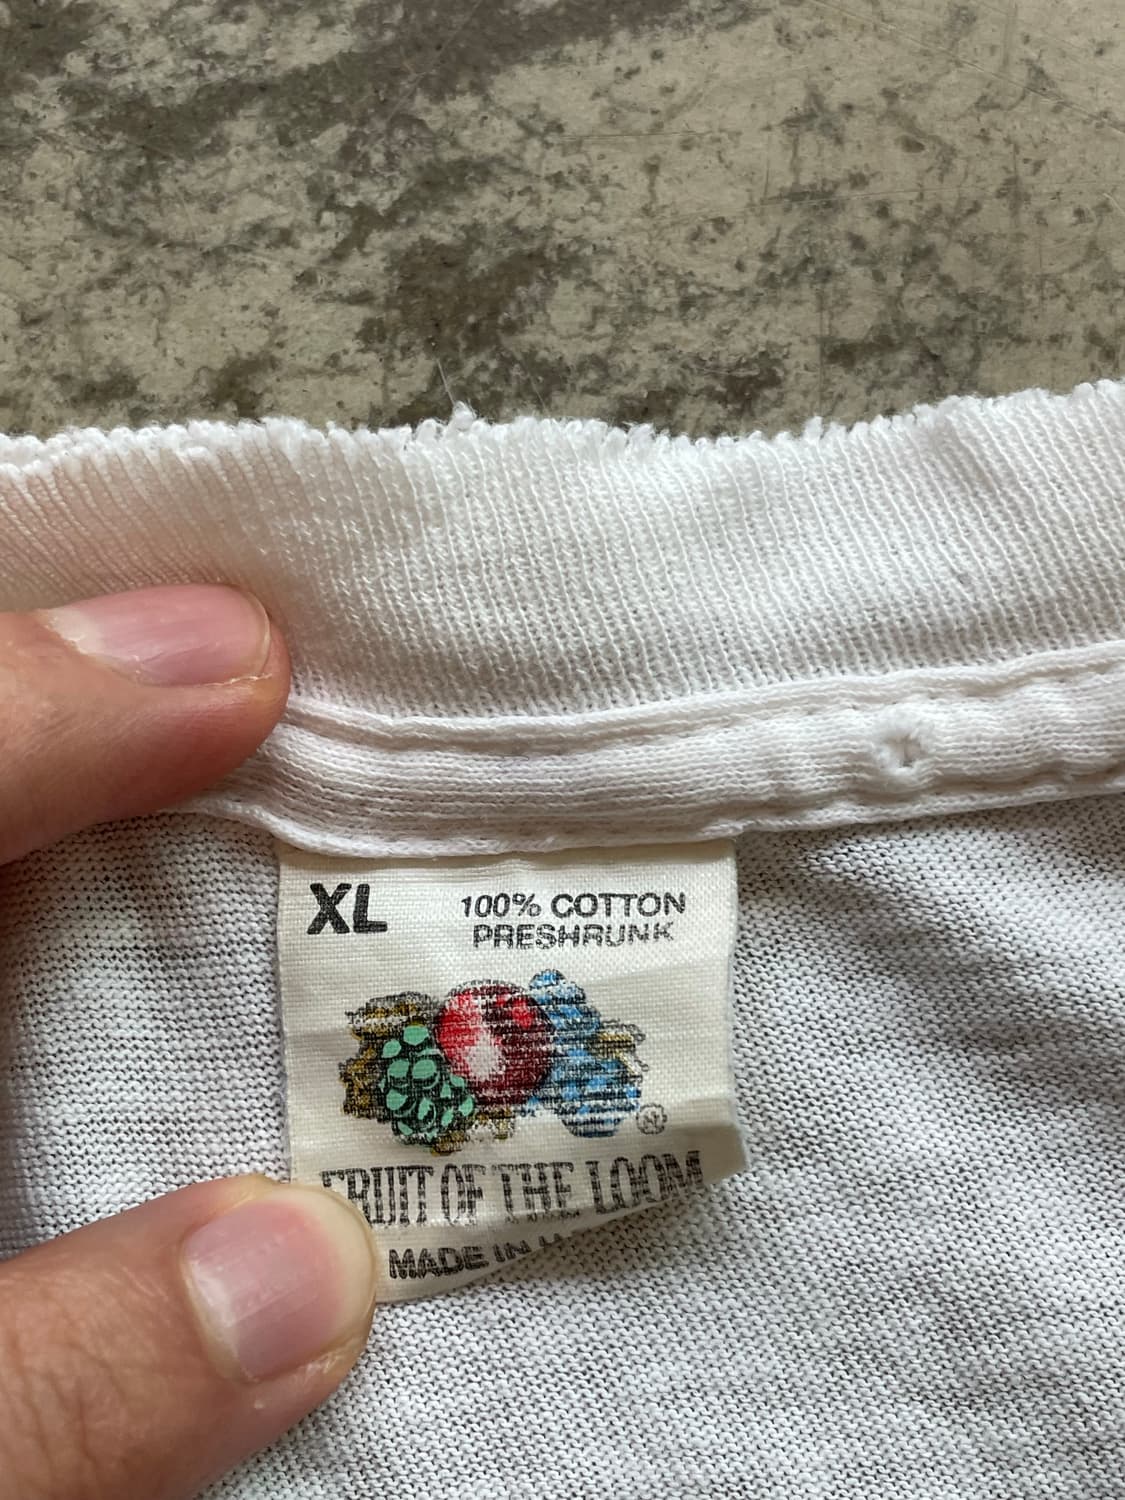 XL
100% COTTON
PRESHRUNK
®
FRUIT OF THE LOOM
MADE IN